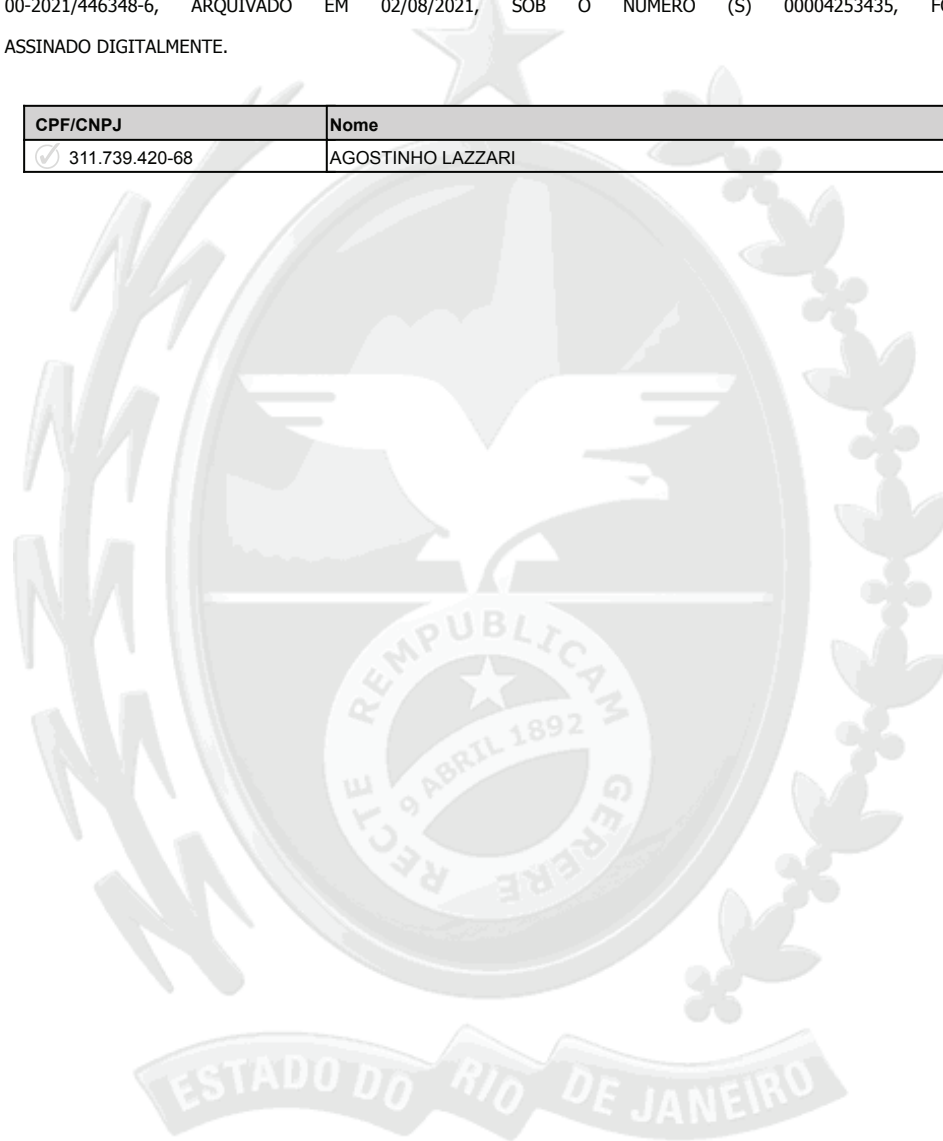 00-2021/446348-6, ARQUIVADO EM 02/08/2021, SOB O NÚMERO (S) 00004253435,
ASSINADO DIGITALMENTE.
CPF/CNPJ Nome
311.739.420-68 AGOSTINHO LAZZARI
REMPUBLICAM
9 ABRIL 1892
RECTE GERERE
ESTADO DO RIO DE JANEIRO